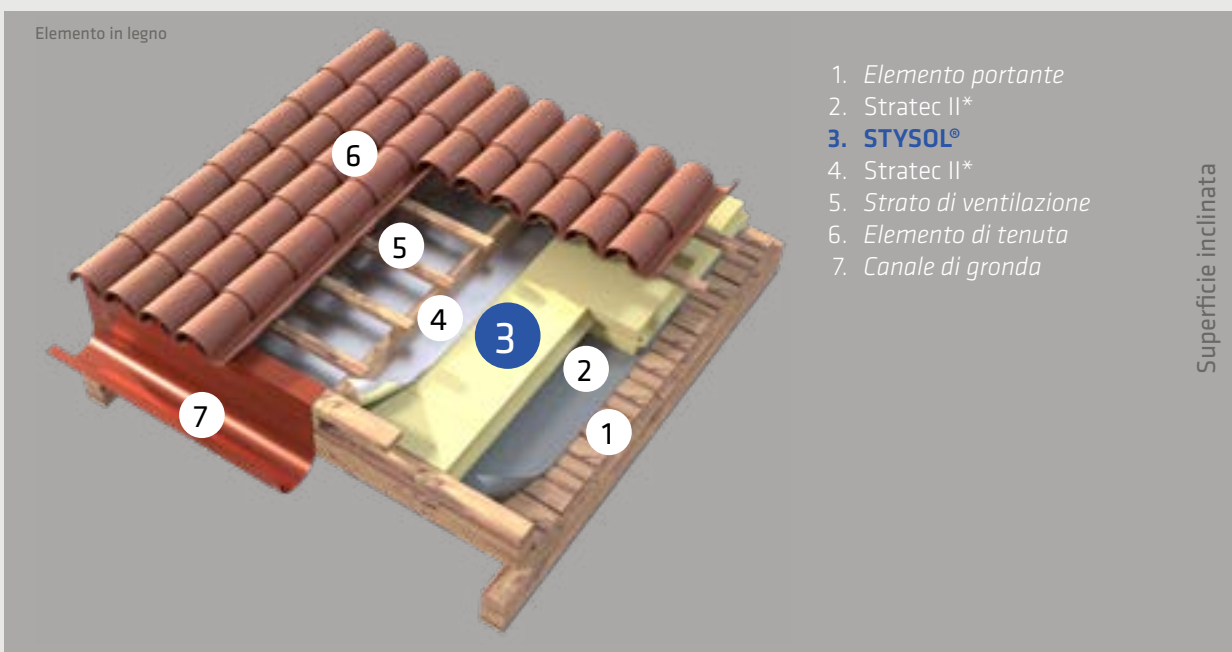 Elemento in legno
1. Elemento portante
2. Stratec II*
3. STYSOL®
4. Stratec II*
5. Strato di ventilazione
6. Elemento di tenuta
7. Canale di gronda
Superficie inclinata
6
5
4
3
2
7
1